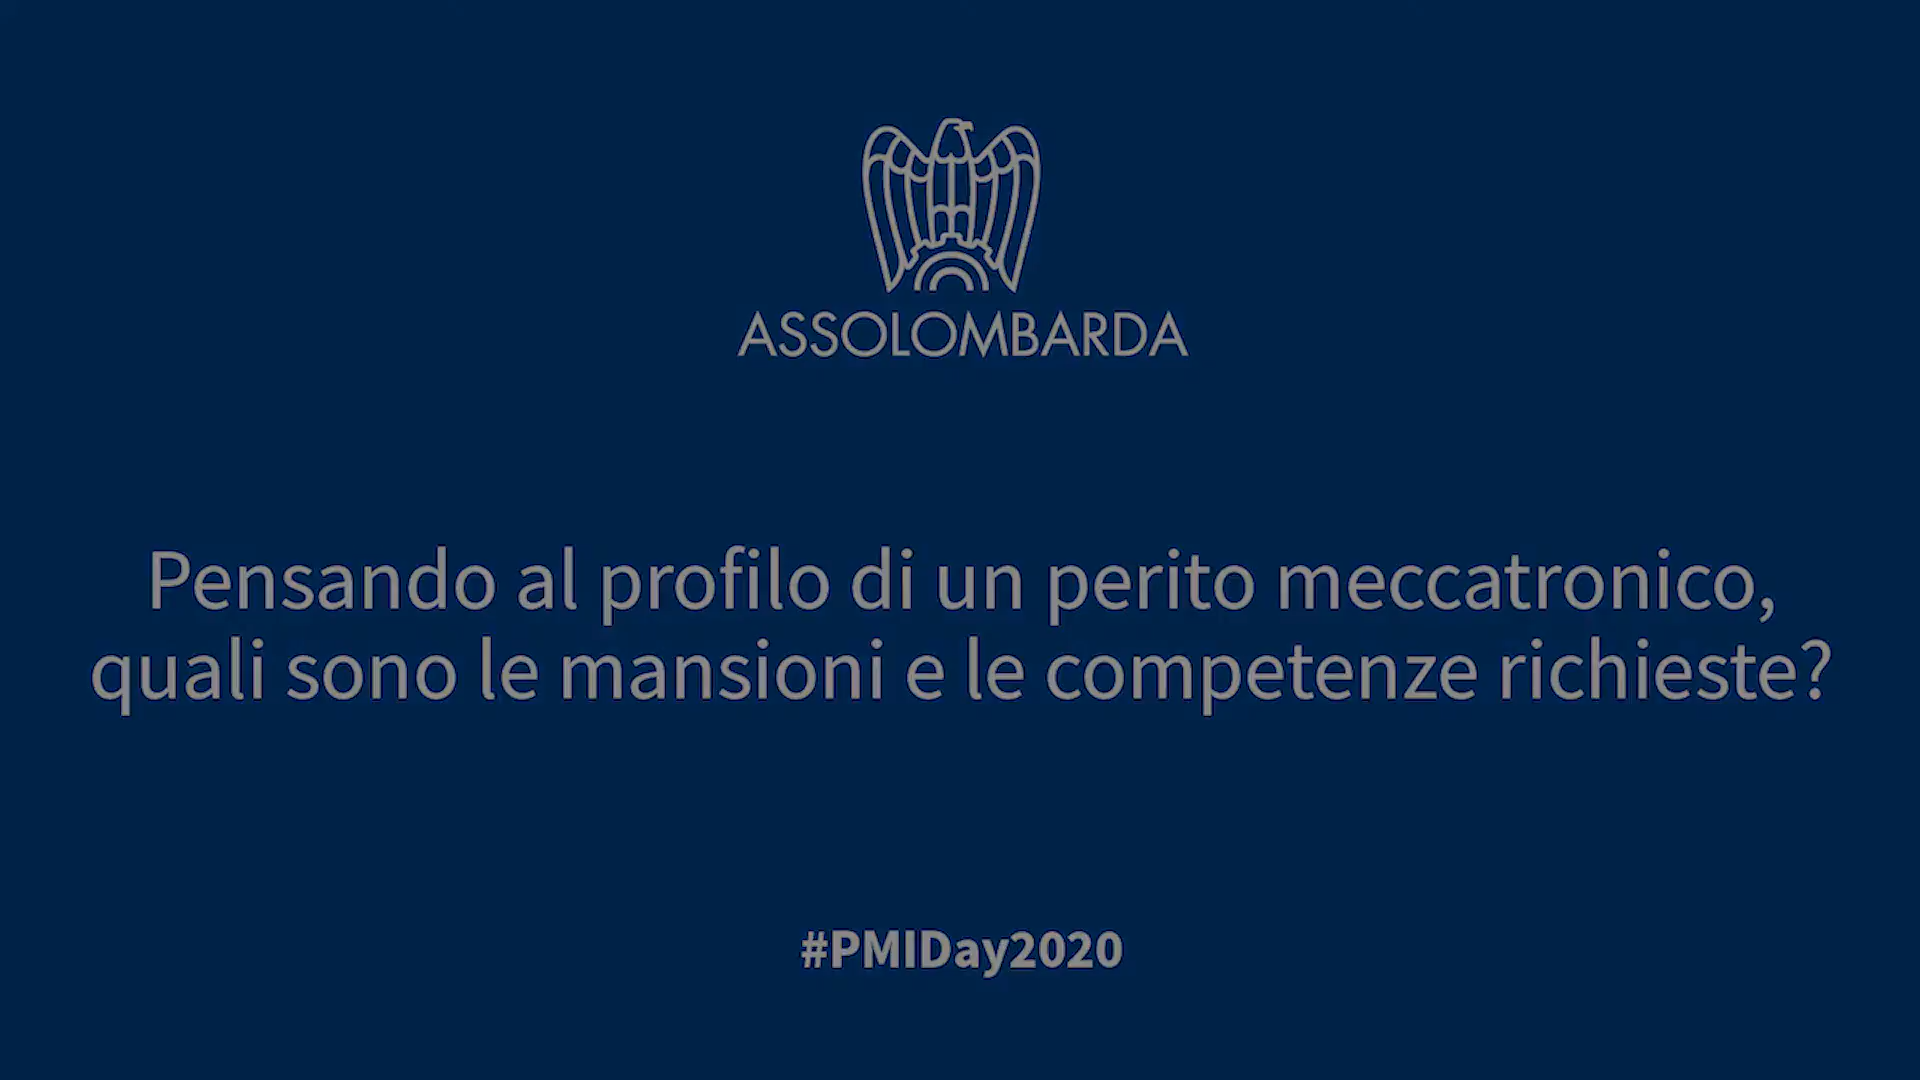 ASSOLOMBARDA
Pensando al profilo di un perito meccatronico,
quali sono le mansioni e le competenze richieste?
#PMIDay2020